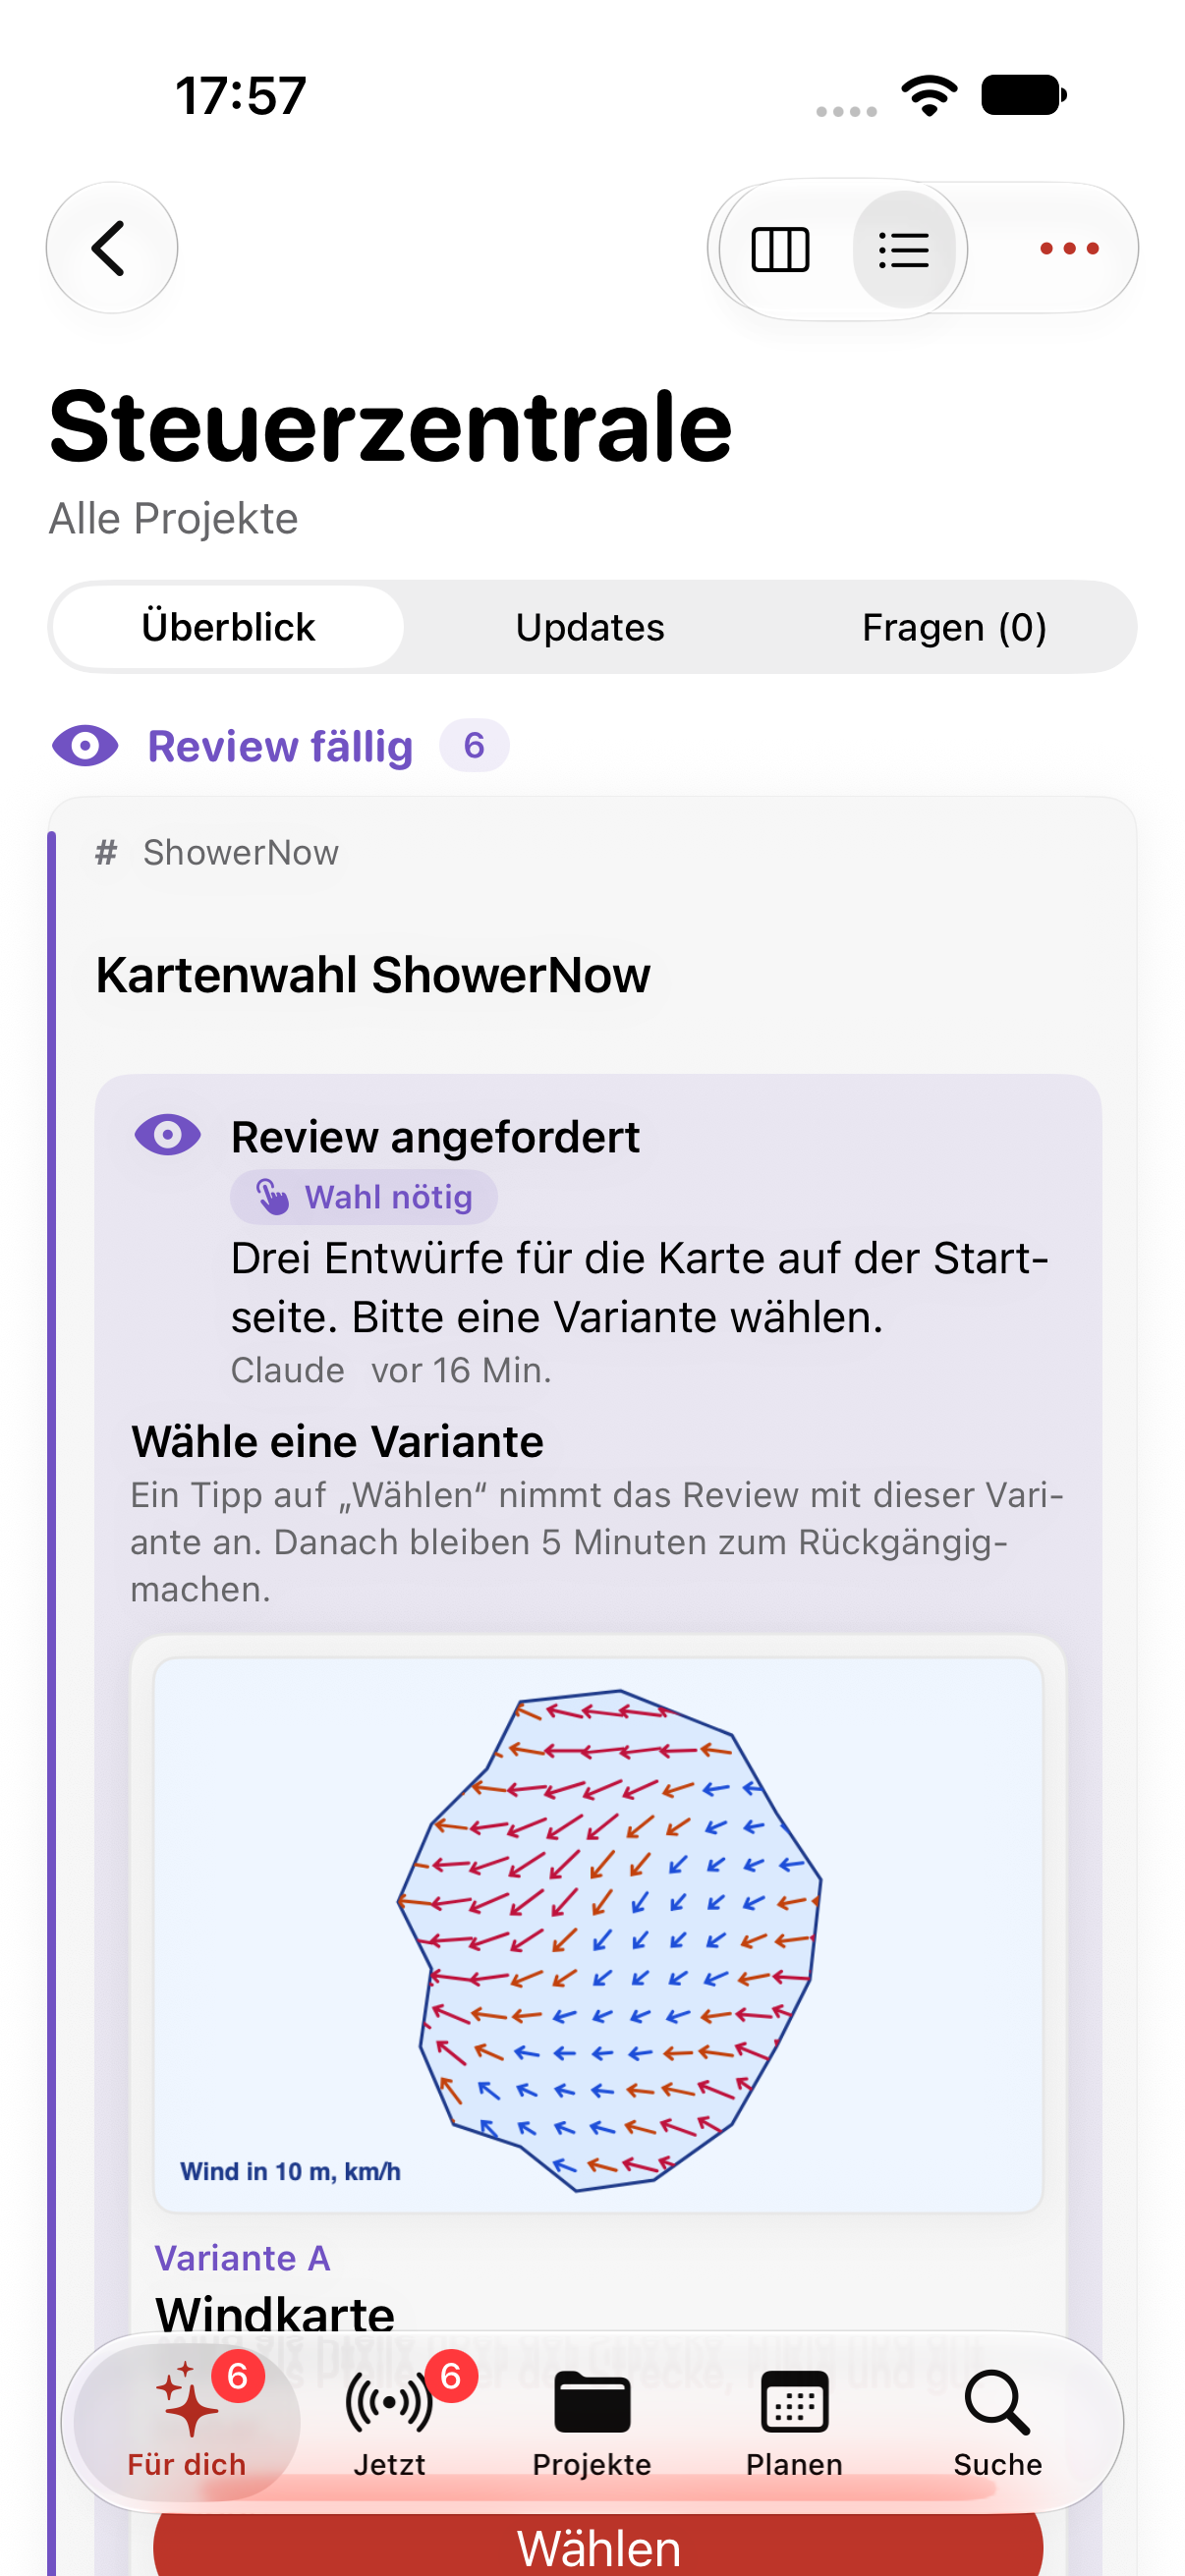 17:57
Steuerzentrale
Alle Projekte
Überblick
Updates
Fragen (0)
Review fällig 6
# ShowerNow
Kartenwahl ShowerNow
Review angefordert
Wahl nötig
Drei Entwürfe für die Karte auf der Start-
seite. Bitte eine Variante wählen.
Claude vor 16 Min.
Wähle eine Variante
Ein Tipp auf „Wählen“ nimmt das Review mit dieser Vari-
ante an. Danach bleiben 5 Minuten zum Rückgängig-
machen.
Wind in 10 m, km/h
Variante A
Windkarte
6
6
Für dich
Jetzt
Projekte
Planen
Suche
Wählen